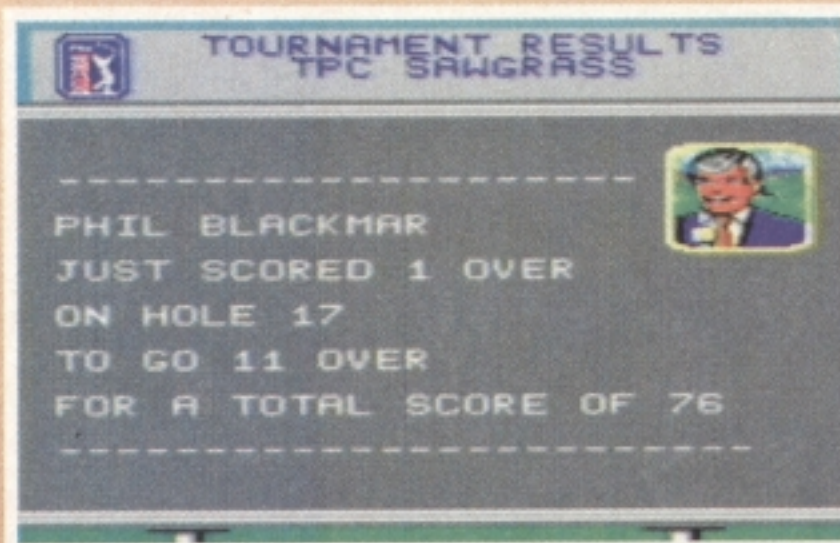 TOURNAMENT RESULTS
TPC SAWGRASS
PHIL BLACKMAR
JUST SCORED 1 OVER
ON HOLE 17
TO GO 11 OVER
FOR A TOTAL SCORE OF 76